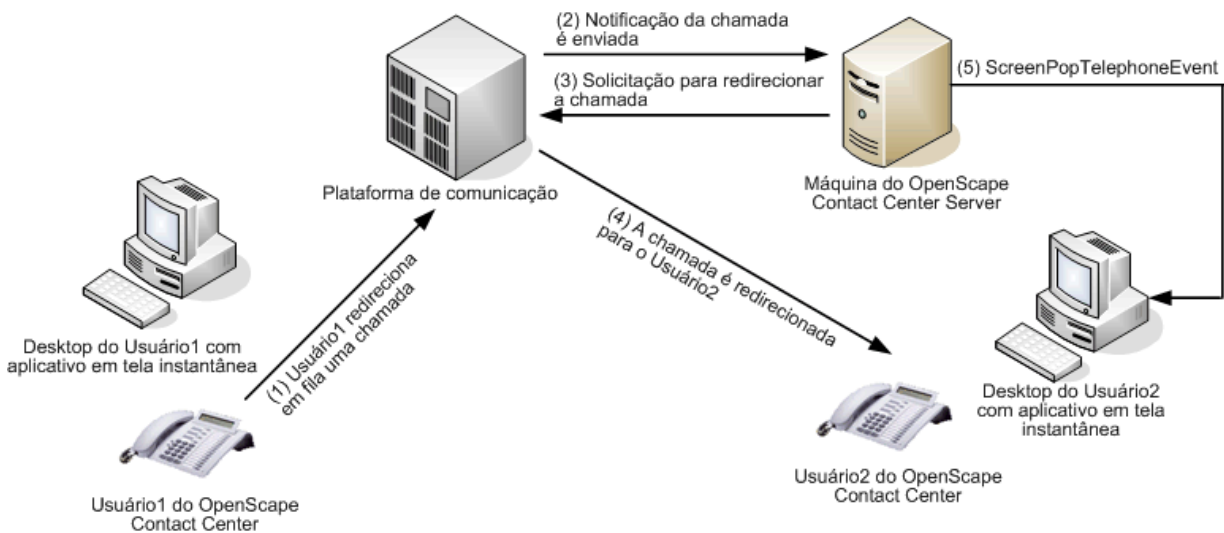 (2) Notificação da chamada
é enviada
(3) Solicitação para redirecionar
a chamada
(5) ScreenPopTelephoneEvent
Plataforma de comunicação
Máquina do OpenScape
Contact Center Server
(4) A chamada é redirecionada
para o Usuário2
(1) Usuário1 redireciona
em fila uma chamada
Desktop do Usuário1 com
aplicativo em tela instantânea
Desktop do Usuário2
com aplicativo em tela
instantânea
Usuário2 do OpenScape
Contact Center
Usuário1 do OpenScape
Contact Center